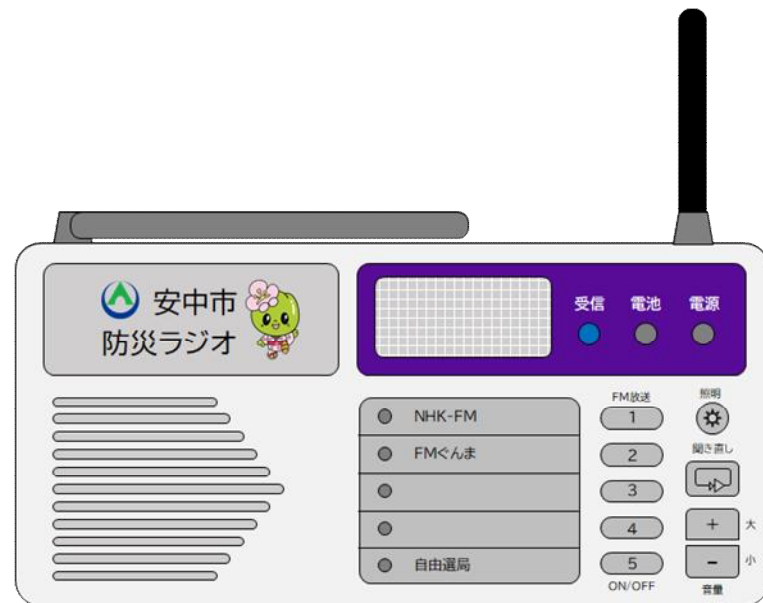 安中市
防災ラジオ
受信 電池 電源
NHK-FM
FMぐんま
自由選局
FM放送
1
2
3
4
5
ON/OFF
照明
聞き直し
+ 大
- 小
音量